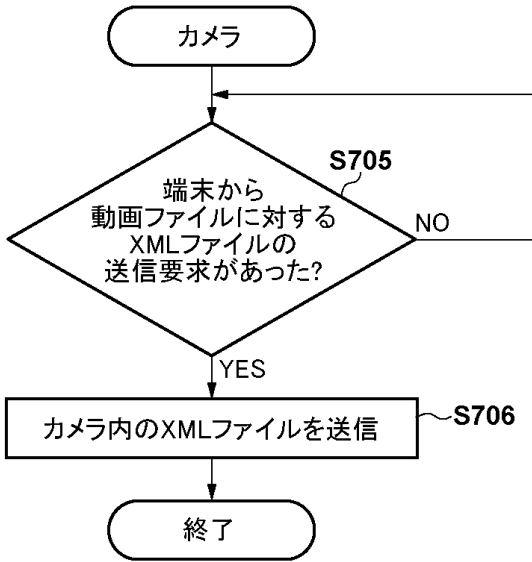 カメラ
S705
端末から
動画ファイルに対する
XMLファイルの
送信要求があった?
NO
YES
カメラ内のXMLファイルを送信
S706
終了